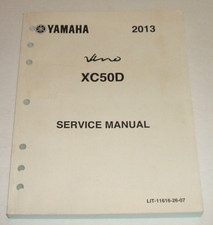 YAMAHA 2013
Vino
XC50D
SERVICE MANUAL
LIT-11616-26-07